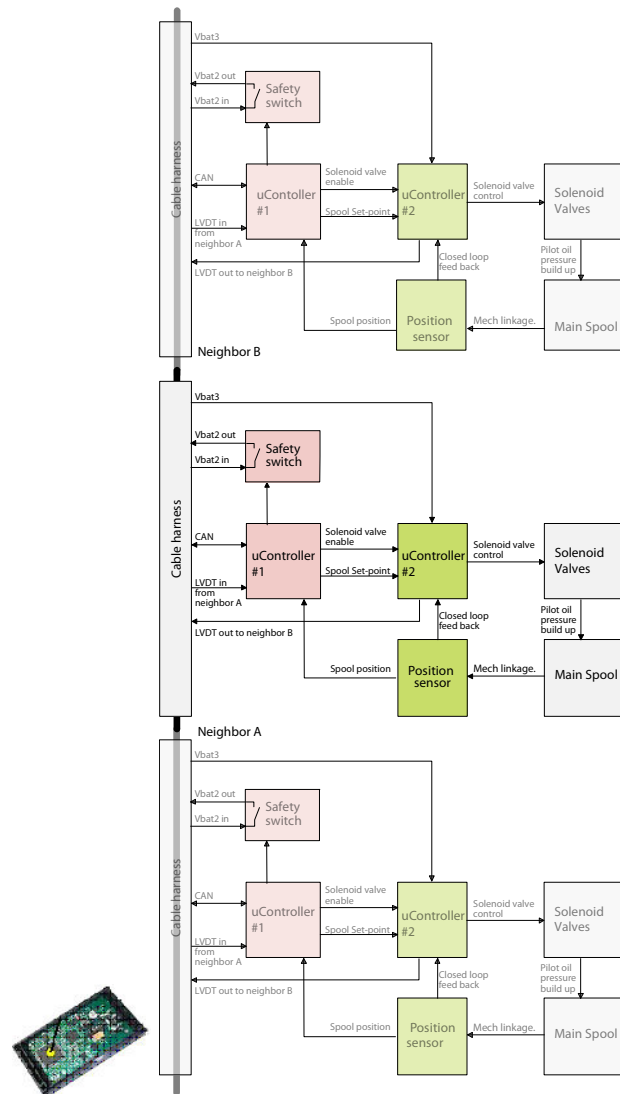 Vbat3
Vbat2 out
Vbat2 in
Safety
switch
Cable harness
CAN
uContoller
#1
Solenoid valve
enable
Spool Set-point
uController
#2
Solenoid valve
control
Solenoid
Valves
LVDT in
from
neighbor A
LVDT out to neighbor B
Closed loop
feed back
Pilot oil
pressure
build up
Spool position
Position
sensor
Mech linkage.
Main Spool
Neighbor B
Vbat3
Vbat2 out
Vbat2 in
Safety
switch
Cable harness
CAN
uController
#1
Solenoid valve
enable
Spool Set-point
uController
#2
Solenoid valve
control
Solenoid
Valves
LVDT in
from
neighbor A
LVDT out to neighbor B
Closed loop
feed back
Pilot oil
pressure
build up
Spool position
Position
sensor
Mech linkage.
Main Spool
Neighbor A
Vbat3
Vbat2 out
Vbat2 in
Safety
switch
Cable harness
CAN
uController
#1
Solenoid valve
enable
Spool Set-point
uController
#2
Solenoid valve
control
Solenoid
Valves
LVDT in
from
neighbor A
LVDT out to neighbor B
Closed loop
feed back
Pilot oil
pressure
build up
Spool position
Position
sensor
Mech linkage.
Main Spool